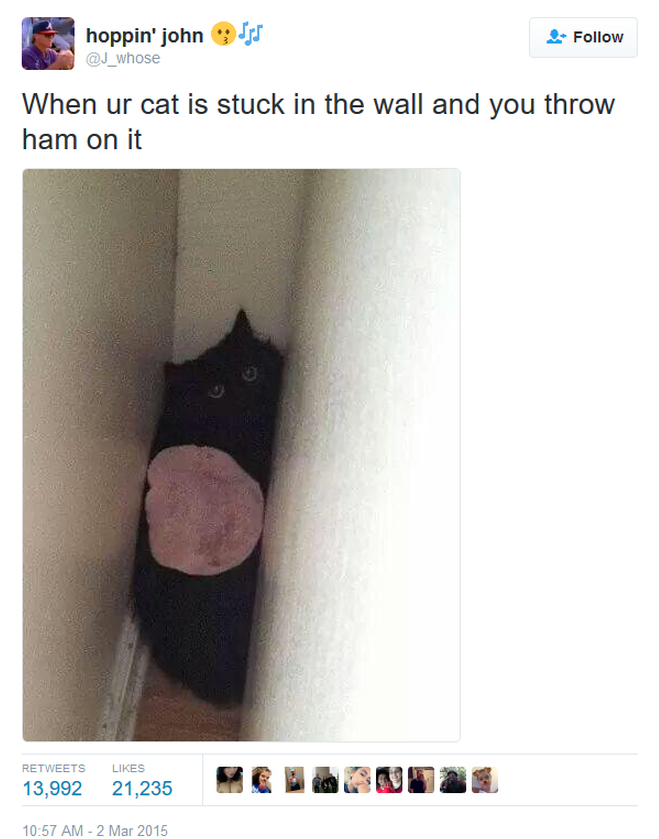 hoppin' john 😗🎶
@J_whose
Follow
When ur cat is stuck in the wall and you throw
ham on it
RETWEETS LIKES
13,992 21,235
10:57 AM - 2 Mar 2015